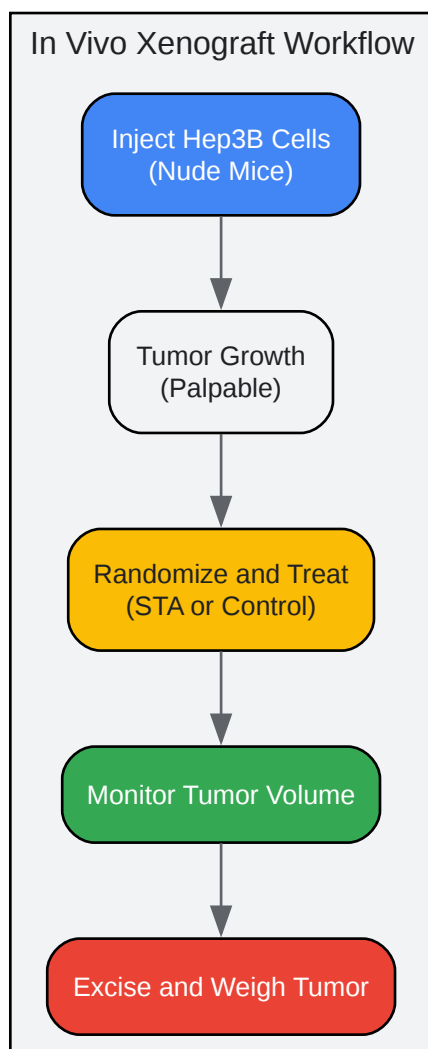 In Vivo Xenograft Workflow
Inject Hep3B Cells
(Nude Mice)
Tumor Growth
(Palpable)
Randomize and Treat
(STA or Control)
Monitor Tumor Volume
Excise and Weigh Tumor